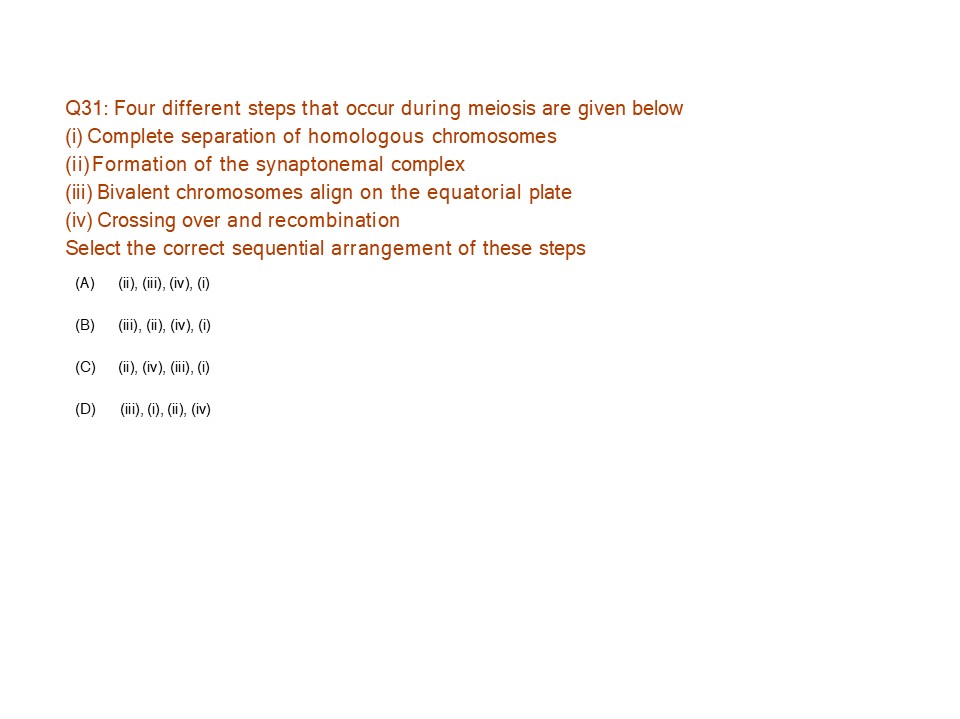 Q31: Four different steps that occur during meiosis are given below
(i) Complete separation of homologous chromosomes
(ii) Formation of the synaptonemal complex
(iii) Bivalent chromosomes align on the equatorial plate
(iv) Crossing over and recombination
Select the correct sequential arrangement of these steps
(A) (ii), (iii), (iv), (i)
(B) (iii), (ii), (iv), (i)
(C) (ii), (iv), (iii), (i)
(D) (iii), (i), (ii), (iv)